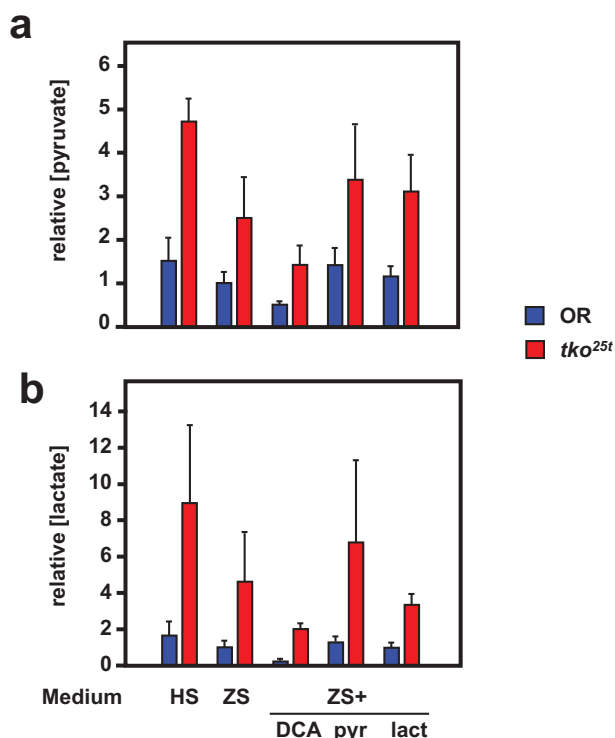 a
relative [pyruvate]
6
5
4
3
2
1
0
OR
tko25t
b
relative [lactate]
14
12
10
8
6
4
2
0
Medium HS ZS ZS+
DCA pyr lact